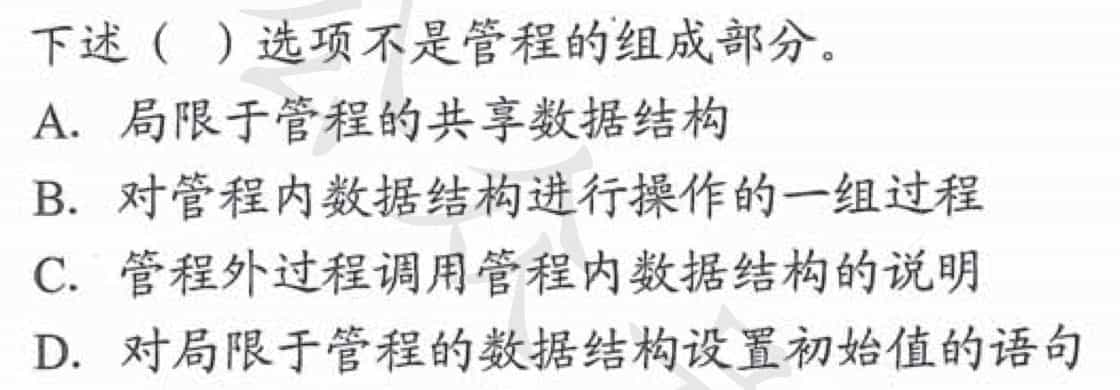 下述（  ）选项不是管程的组成部分。
A. 局限于管程的共享数据结构
B. 对管程内数据结构进行操作的一组过程
C. 管程外过程调用管程内数据结构的说明
D. 对局限于管程的数据结构设置初始值的语句